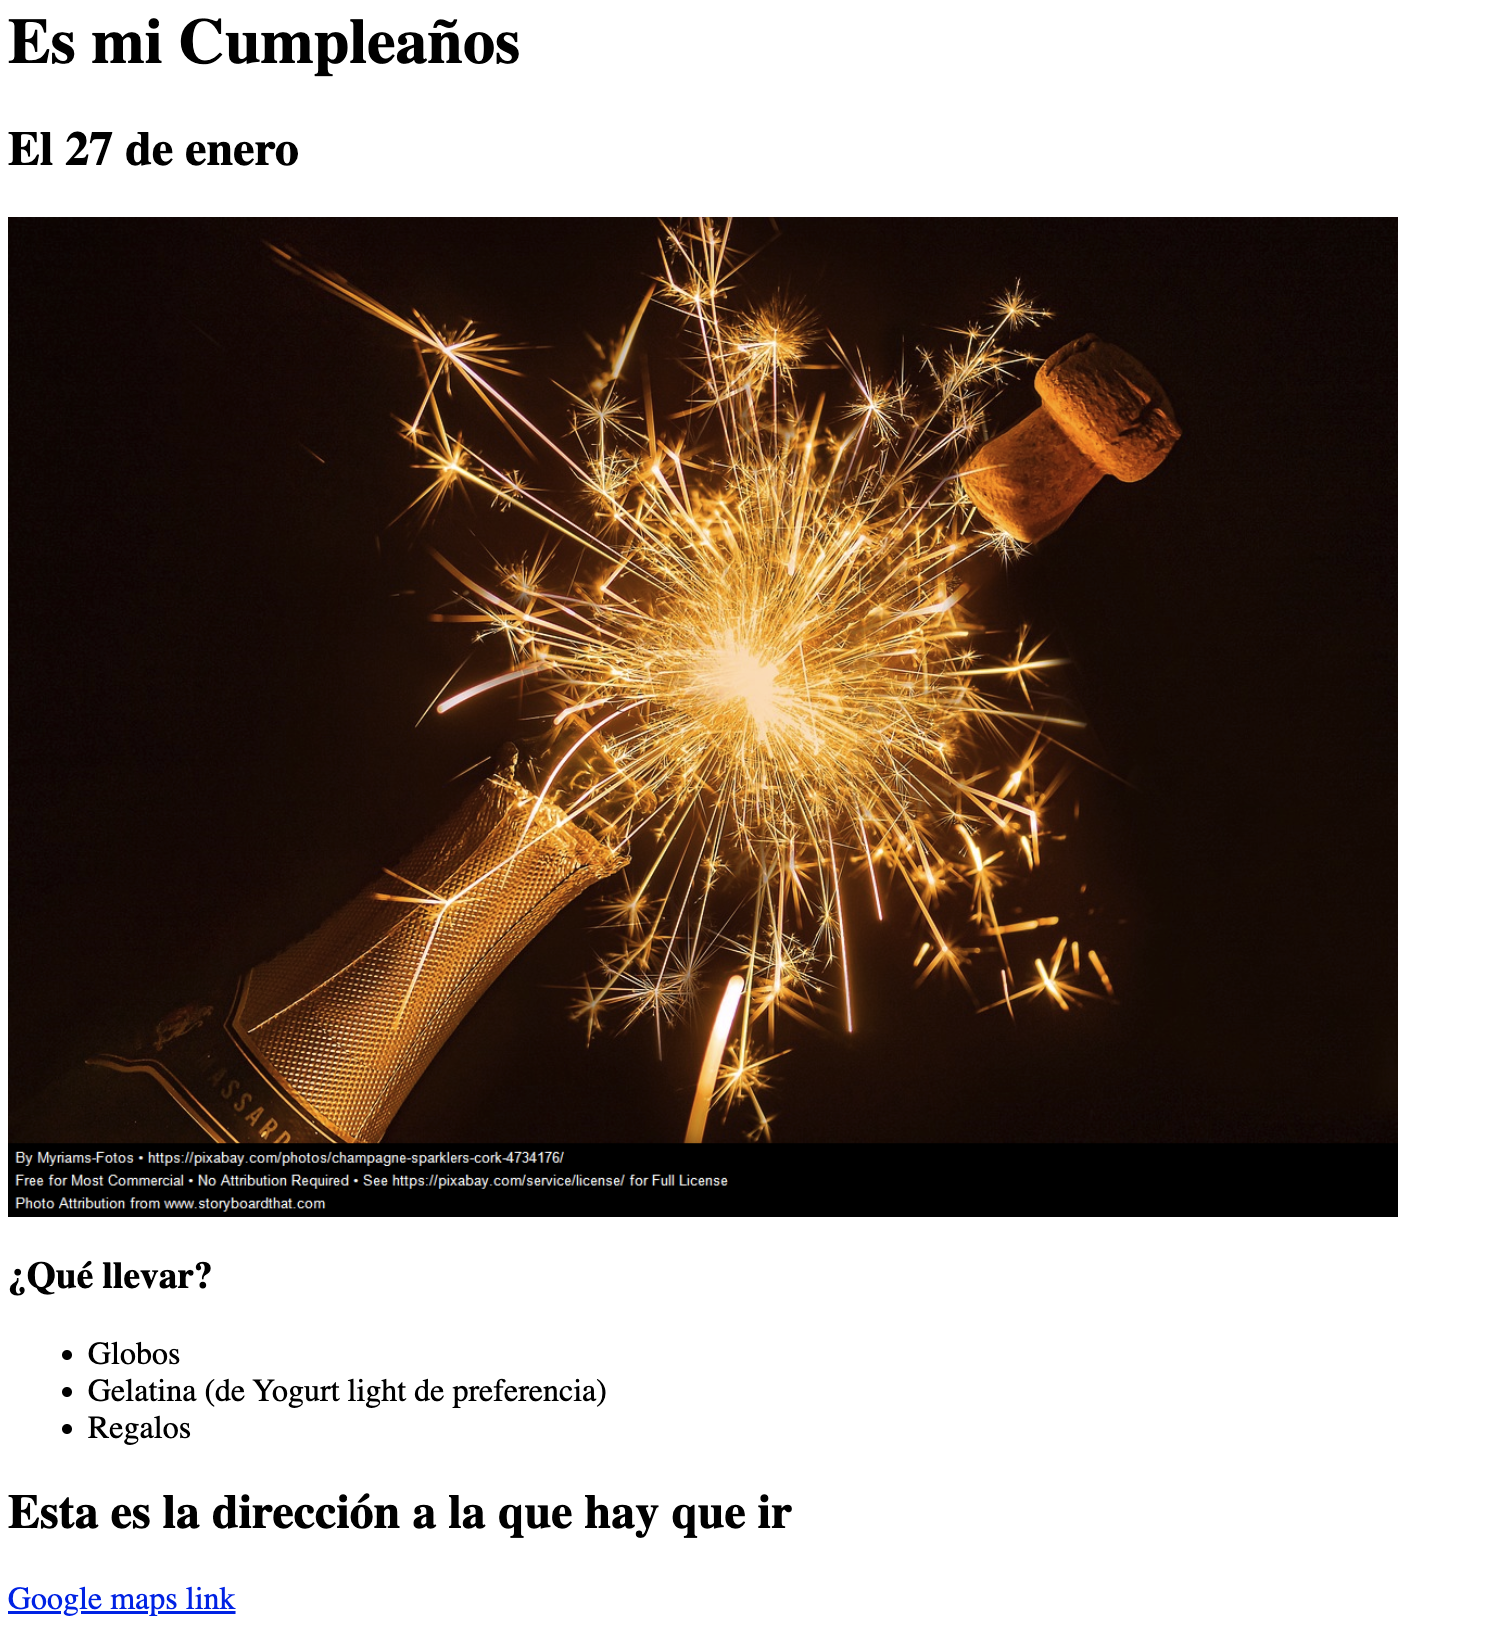 Es mi Cumpleaños
El 27 de enero
By Myriams-Fotos • https://pixabay.com/photos/champagne-sparklers-cork-4734176/
Free for Most Commercial • No Attribution Required • See https://pixabay.com/service/license/ for Full License
Photo Attribution from www.storyboardthat.com
¿Qué llevar?
• Globos
• Gelatina (de Yogurt light de preferencia)
• Regalos
Esta es la dirección a la que hay que ir
Google maps link